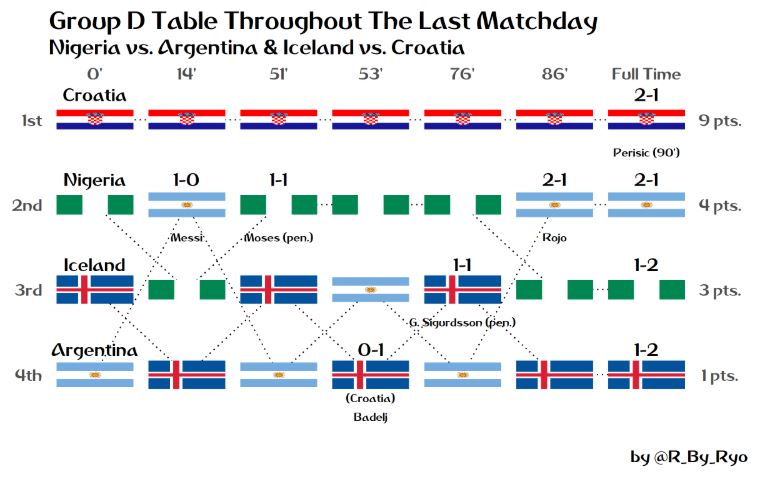 Group D Table Throughout The Last Matchday
Nigeria vs. Argentina & Iceland vs. Croatia
0' 14' 51' 53' 76' 86' Full Time
Croatia 2-1
1st 9 pts.
Perisic (90')
Nigeria 1-0 1-1 2-1 2-1
2nd 4 pts.
Messi Moses (pen.) Rojo
Iceland 1-1 1-2
3rd 3 pts.
G. Sigurdsson (pen.)
Argentina 0-1 1-2
4th 1 pts.
(Croatia)
Badelj
by @R_By_Ryo